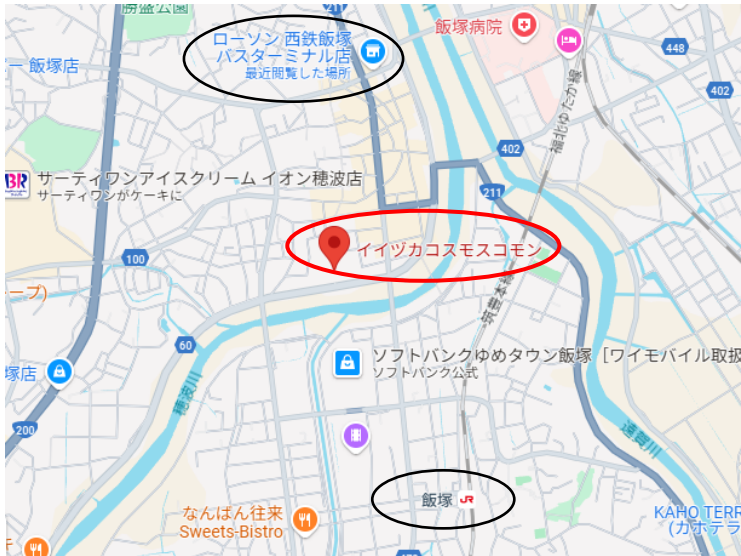 勝盛公園
211
ローソン 西鉄飯塚
バスターミナル店
最近閲覧した場所
飯塚病院
448
402
ー 飯塚店
福北ゆたか線
402
BR
サーティワンアイスクリーム イオン穂波店
サーティワンがケーキに
211
100
イイヅカコスモスコモン
筑豊本線
ープ)
60
ソフトバンクゆめタウン飯塚［ワイモバイル取扱
ソフトバンク公式
塚店
穂波川
200
遠賀川
飯塚
JR
なんばん往来
Sweets-Bistro
KAHO TERR
(カホテラ